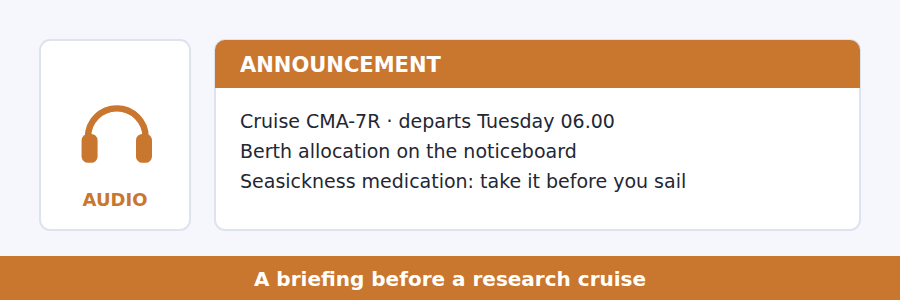 AUDIO
ANNOUNCEMENT
Cruise CMA-7R · departs Tuesday 06.00
Berth allocation on the noticeboard
Seasickness medication: take it before you sail
A briefing before a research cruise